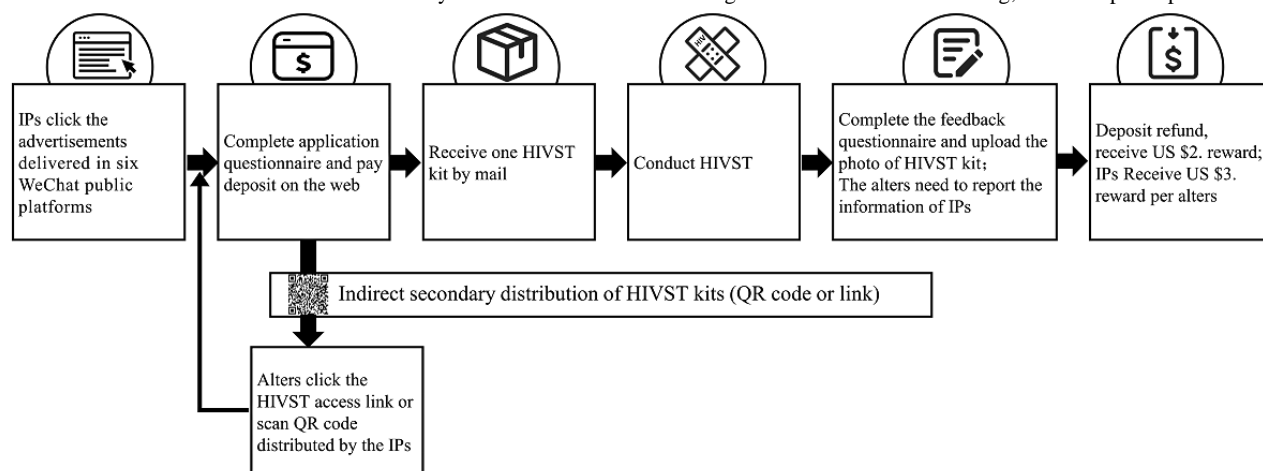 IPs click the
advertisements
delivered in six
WeChat public
platforms
$
Complete application
questionnaire and pay
deposit on the web
Receive one HIVST
kit by mail
HIV
Conduct HIVST
Complete the feedback
questionnaire and upload the
photo of HIVST kit;
The alters need to report the
information of IPs
$
Deposit refund,
receive US $2. reward;
IPs Receive US $3.
reward per alters
Indirect secondary distribution of HIVST kits (QR code or link)
Alters click the
HIVST access link or
scan QR code
distributed by the IPs